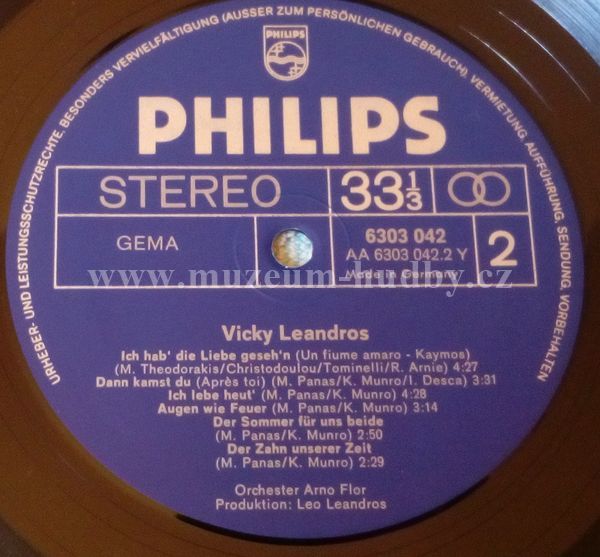 URHEBER- UND LEISTUNGSSCHUTZRECHTE, BESONDERS VERVIELFÄLTIGUNG (AUSSER ZUM PERSÖNLICHEN GEBRAUCH), VERMIETUNG, AUFFÜHRUNG, SENDUNG, VORBEHALTEN
PHILIPS
PHILIPS
STEREO 33 1/3
GEMA
6303 042
AA 6303 042.2 Y
Made in Germany
2
www.muzeum-hudby.cz
Vicky Leandros
Ich hab' die Liebe geseh'n (Un fiume amaro - Kaymos)
(M. Theodorakis/Christodoulou/Tominelli/R. Arnie) 4:27
Dann kamst du (Après toi) (M. Panas/K. Munro/I. Desca) 3:31
Ich lebe heut' (M. Panas/K. Munro) 4:28
Augen wie Feuer (M. Panas/K. Munro) 3:14
Der Sommer für uns beide
(M. Panas/K. Munro) 2:50
Der Zahn unserer Zeit
(M. Panas/K. Munro) 2:29
Orchester Arno Flor
Produktion: Leo Leandros